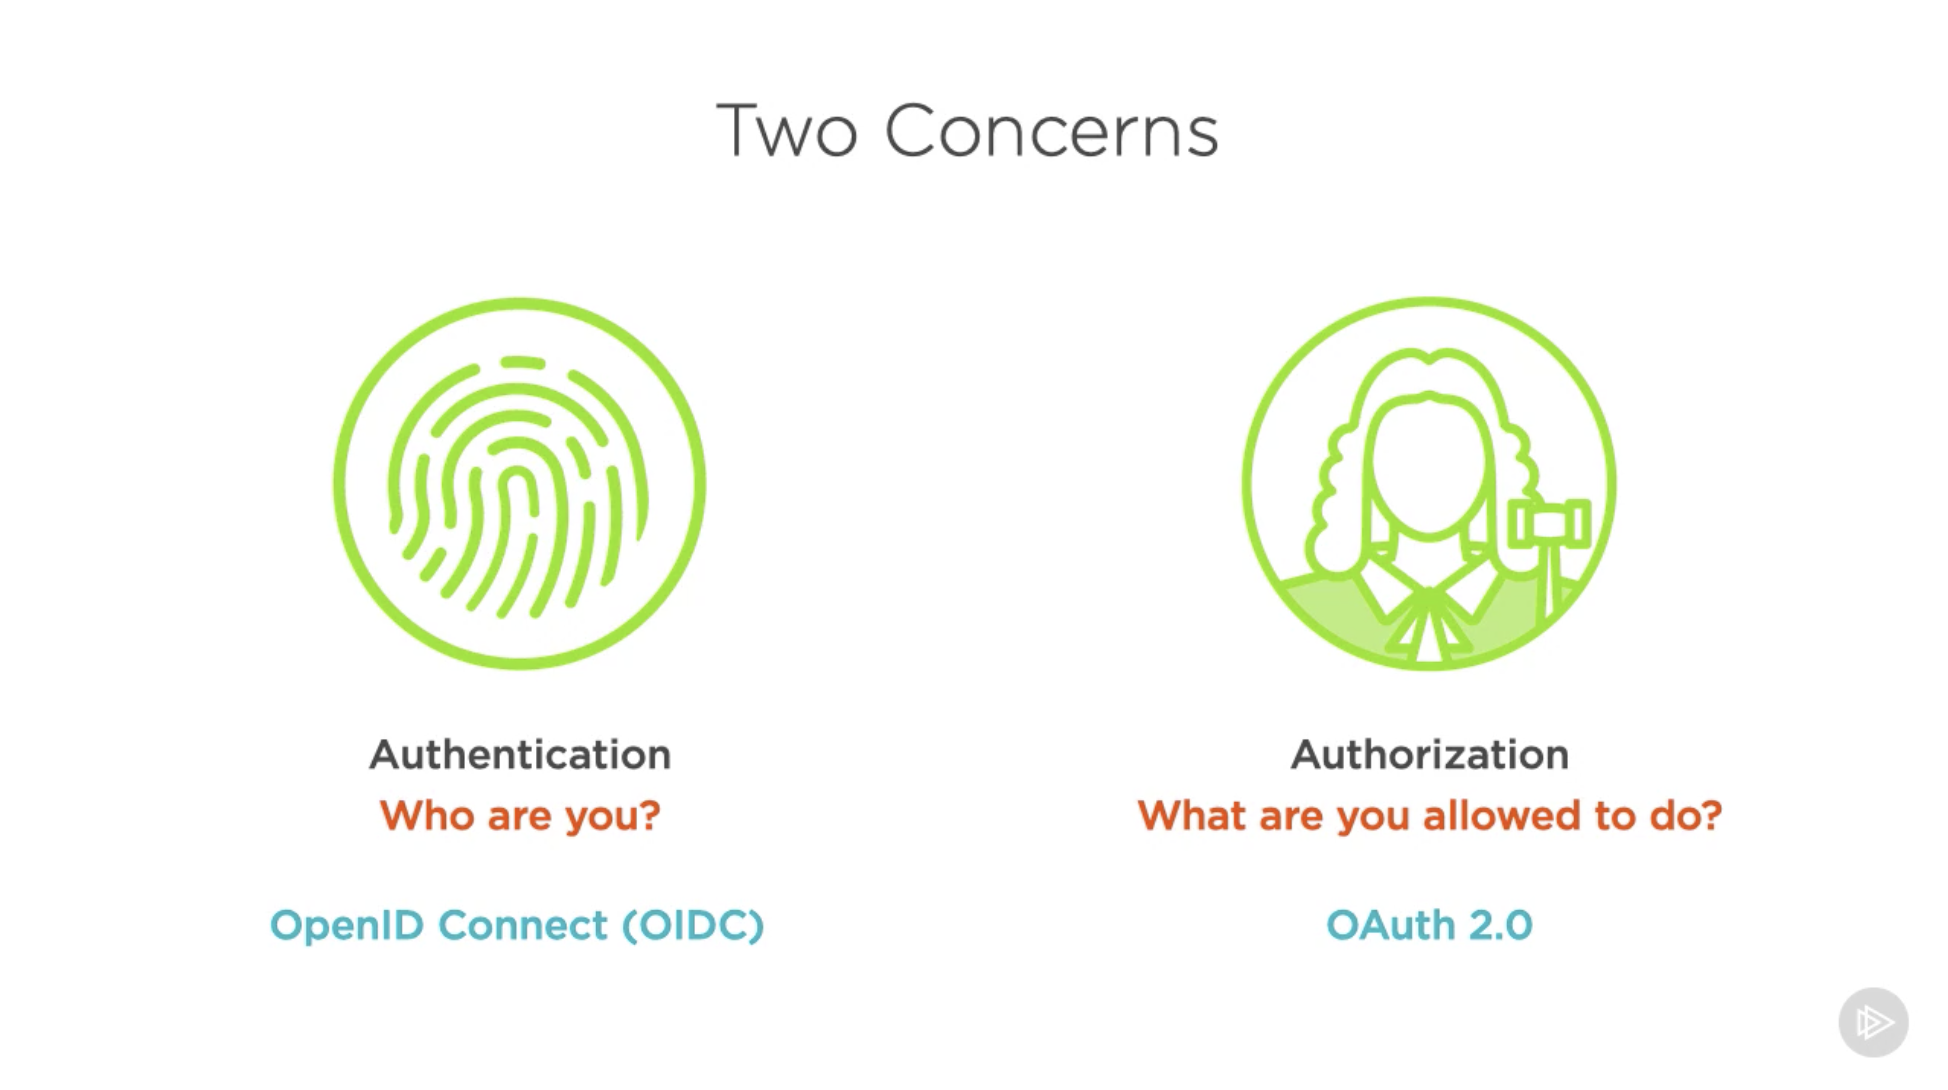 Two Concerns
Authentication
Who are you?
OpenID Connect (OIDC)
Authorization
What are you allowed to do?
OAuth 2.0